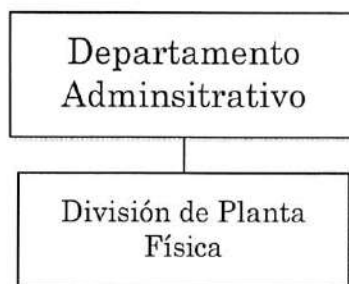 Departamento
Adminsitrativo
División de Planta
Física